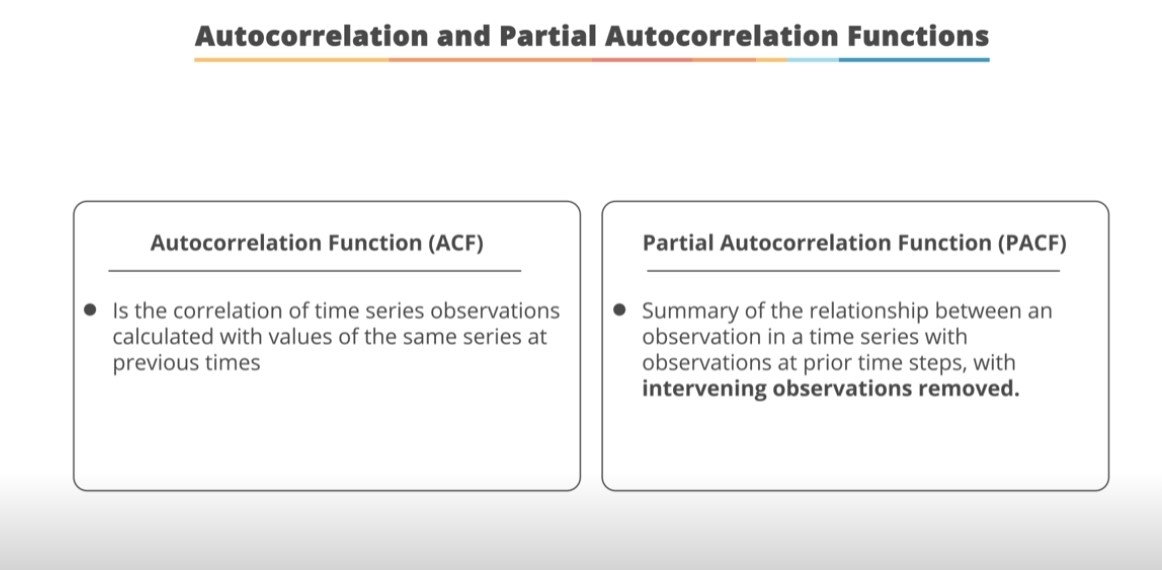 Autocorrelation and Partial Autocorrelation Functions
Autocorrelation Function (ACF)
● Is the correlation of time series observations
calculated with values of the same series at
previous times
Partial Autocorrelation Function (PACF)
● Summary of the relationship between an
observation in a time series with
observations at prior time steps, with
intervening observations removed.